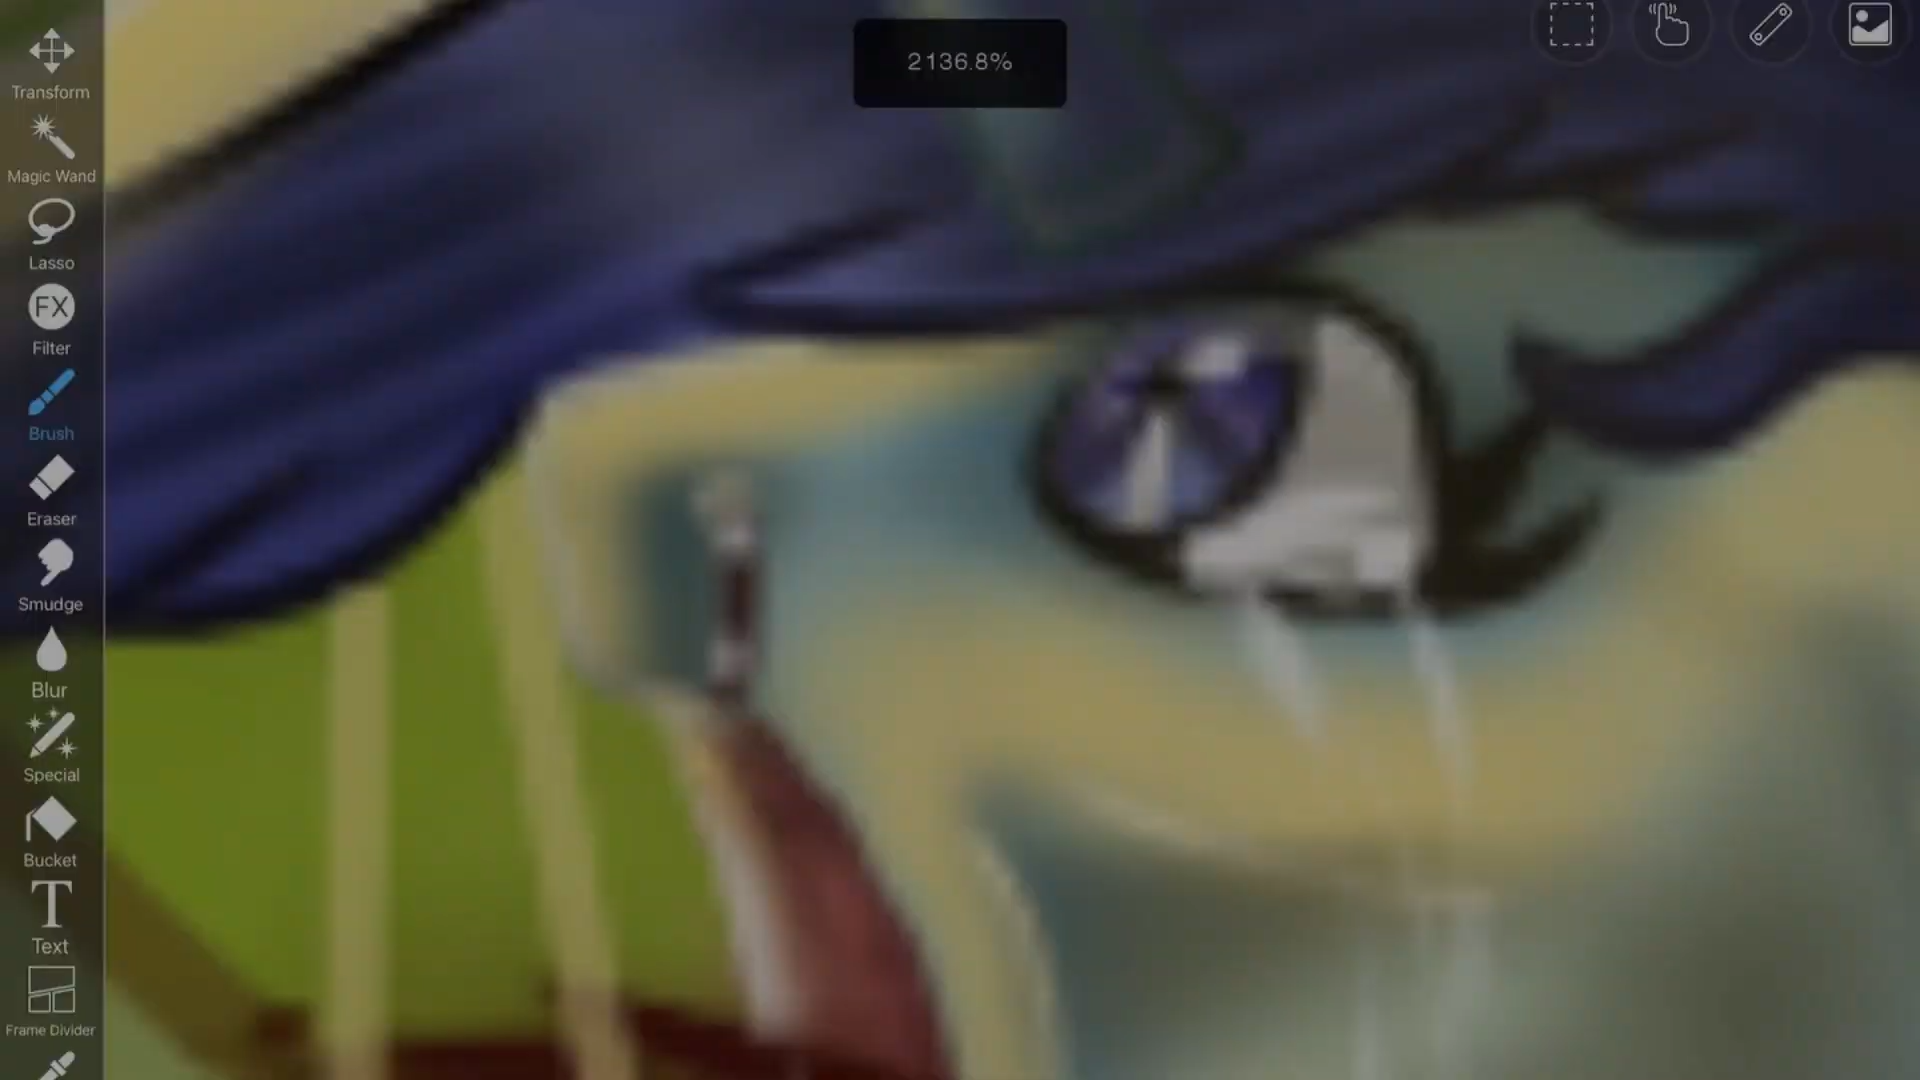 2136.8%
Transform
Magic Wand
Lasso
FX
Filter
Brush
Eraser
Smudge
Blur
Special
Bucket
T
Text
Frame Divider